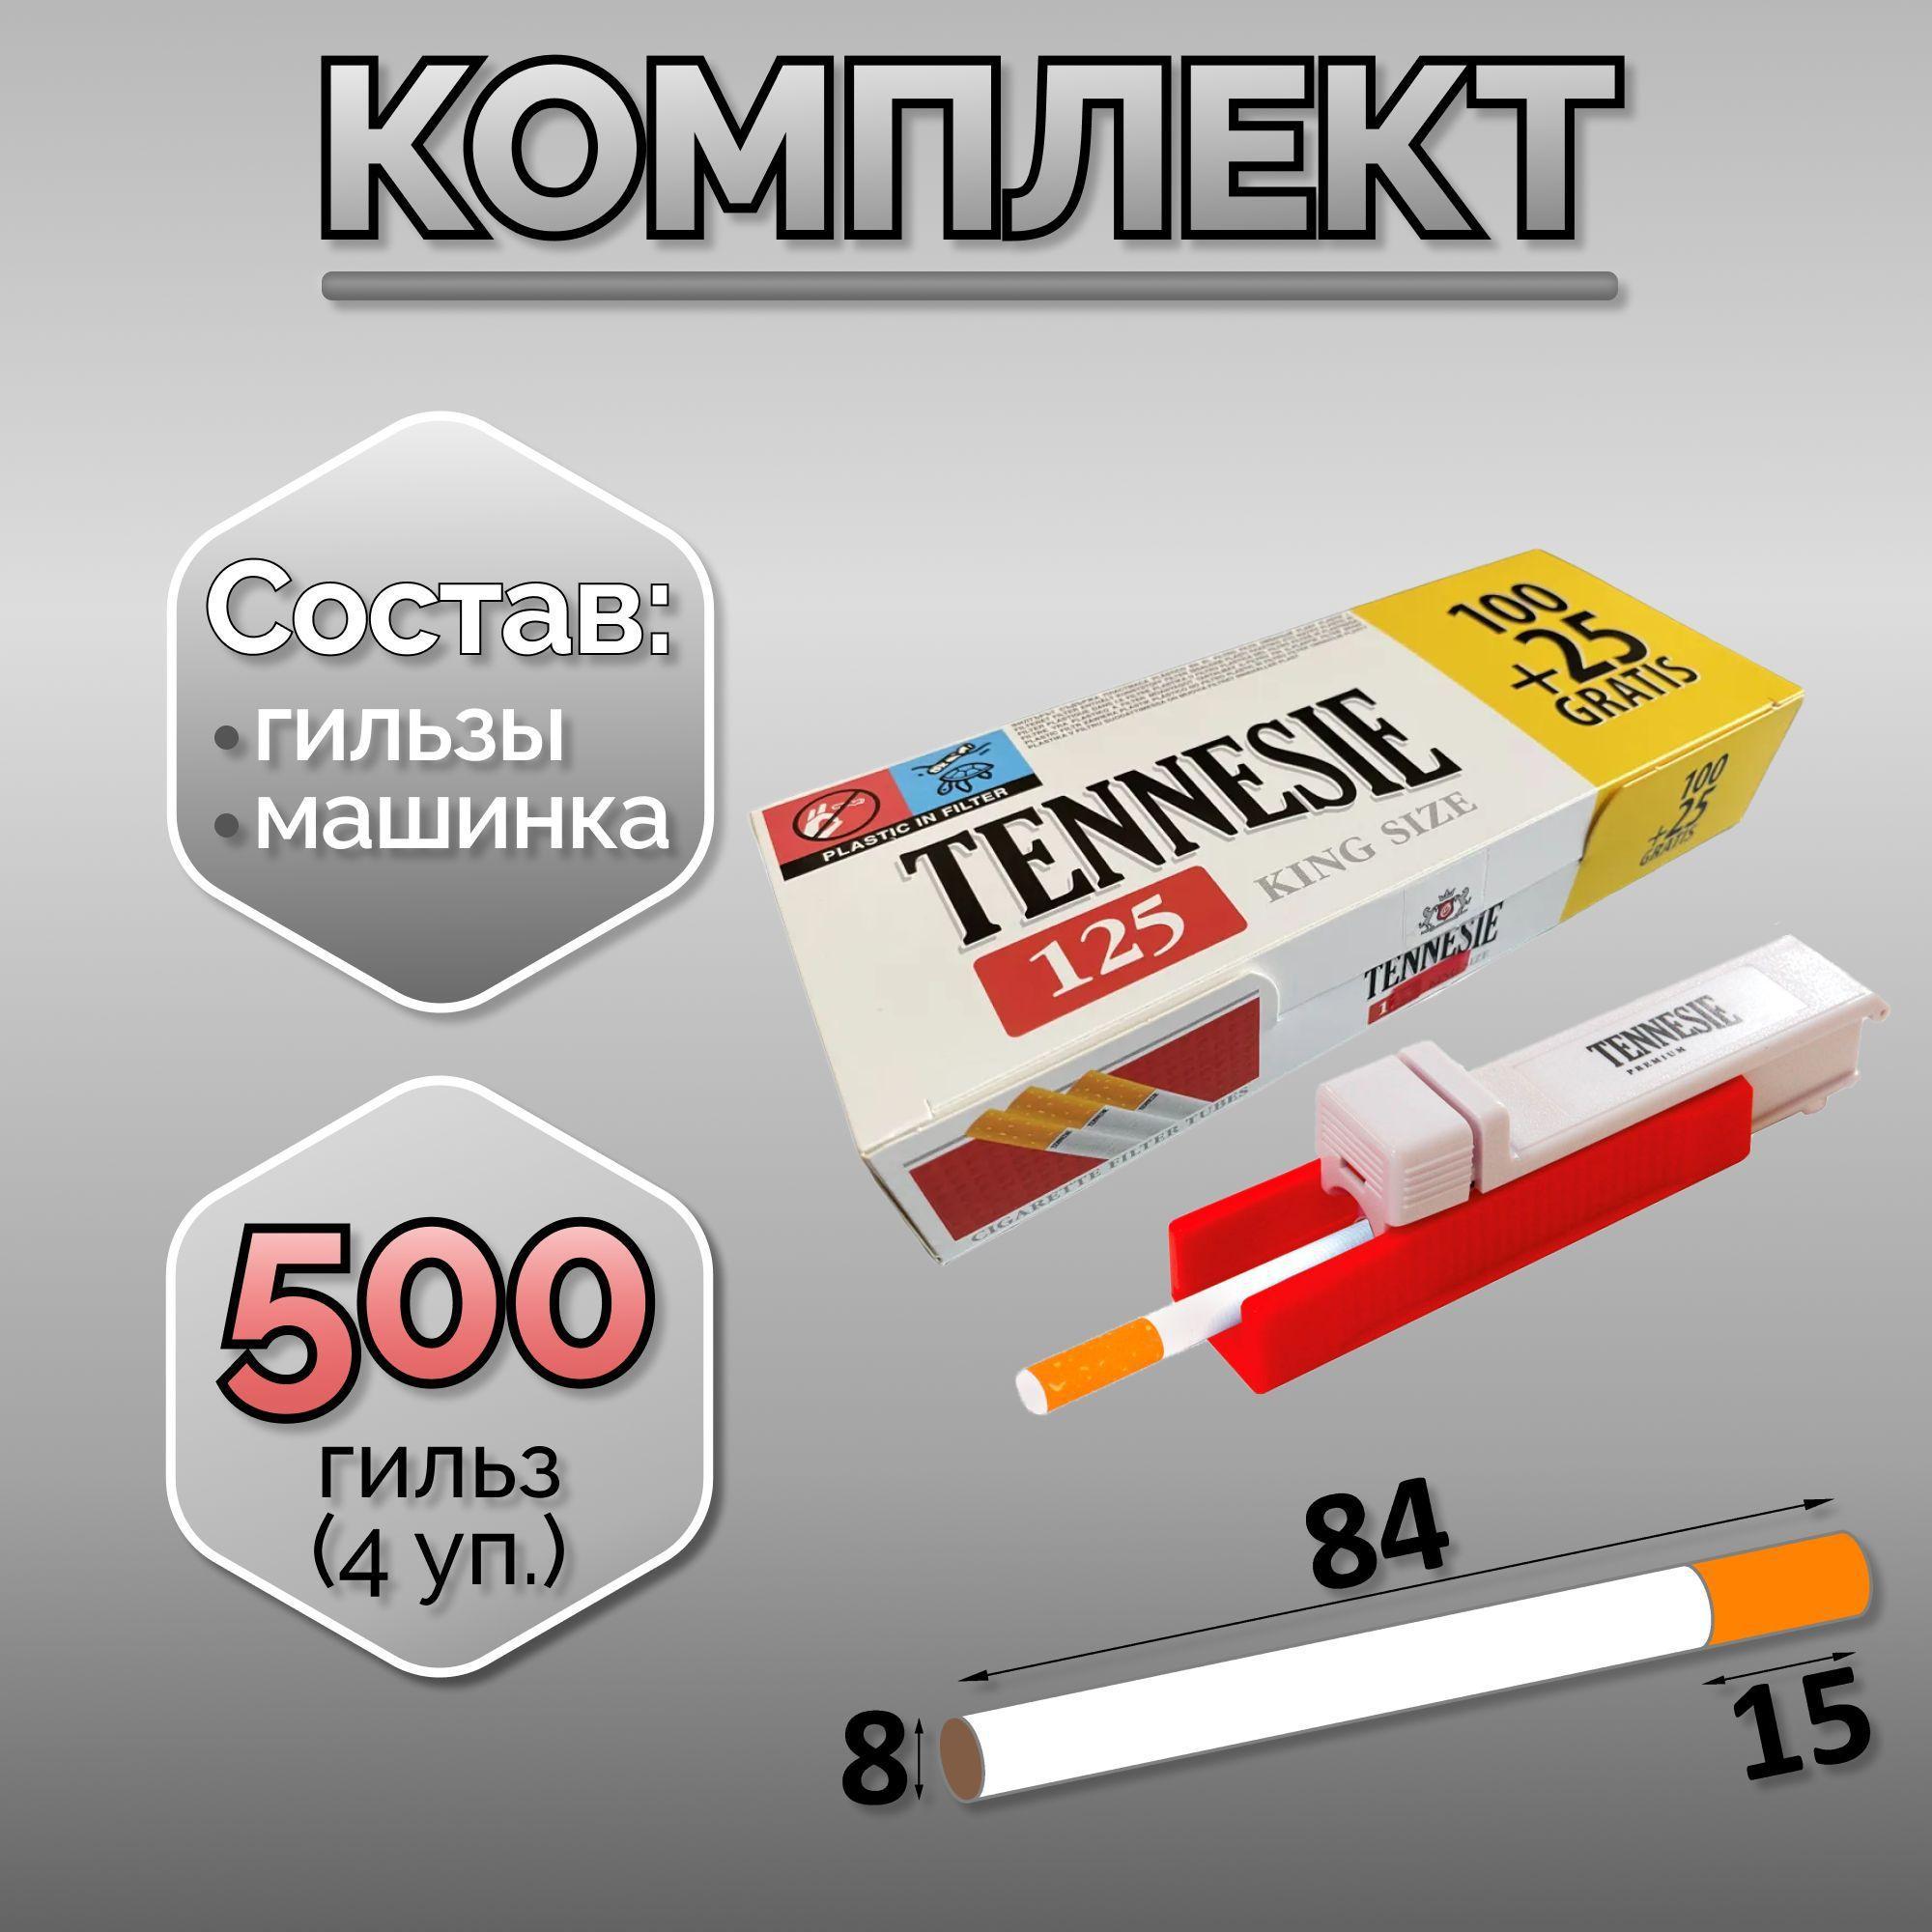 КОМПЛЕКТ
Состав:
• гильзы
• машинка
500
гильз
(4 уп.)
PLASTIC IN FILTER
TENNESIE
125
KING SIZE
100
+25
GRATIS
100
+25
GRATIS
TENNESIE
CIGARETTE FILTER TUBES
TENNESIE
PREMIUM
84
8
15